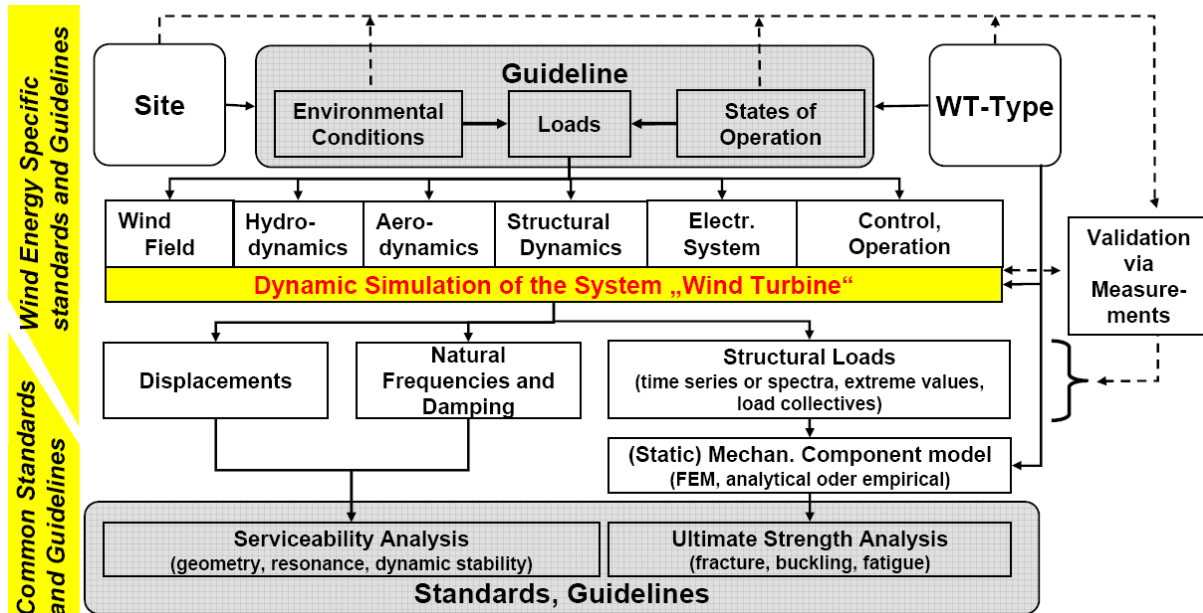 Wind Energy Specific
standards and Guidelines
Common Standards
and Guidelines
Site
Guideline
Environmental
Conditions
Loads
States of
Operation
WT-Type
Wind
Field
Hydro-
dynamics
Aero-
dynamics
Structural
Dynamics
Electr.
System
Control,
Operation
Dynamic Simulation of the System „Wind Turbine“
Validation
via
Measure-
ments
Displacements
Natural
Frequencies and
Damping
Structural Loads
(time series or spectra, extreme values,
load collectives)
(Static) Mechan. Component model
(FEM, analytical oder empirical)
Serviceability Analysis
(geometry, resonance, dynamic stability)
Ultimate Strength Analysis
(fracture, buckling, fatigue)
Standards, Guidelines